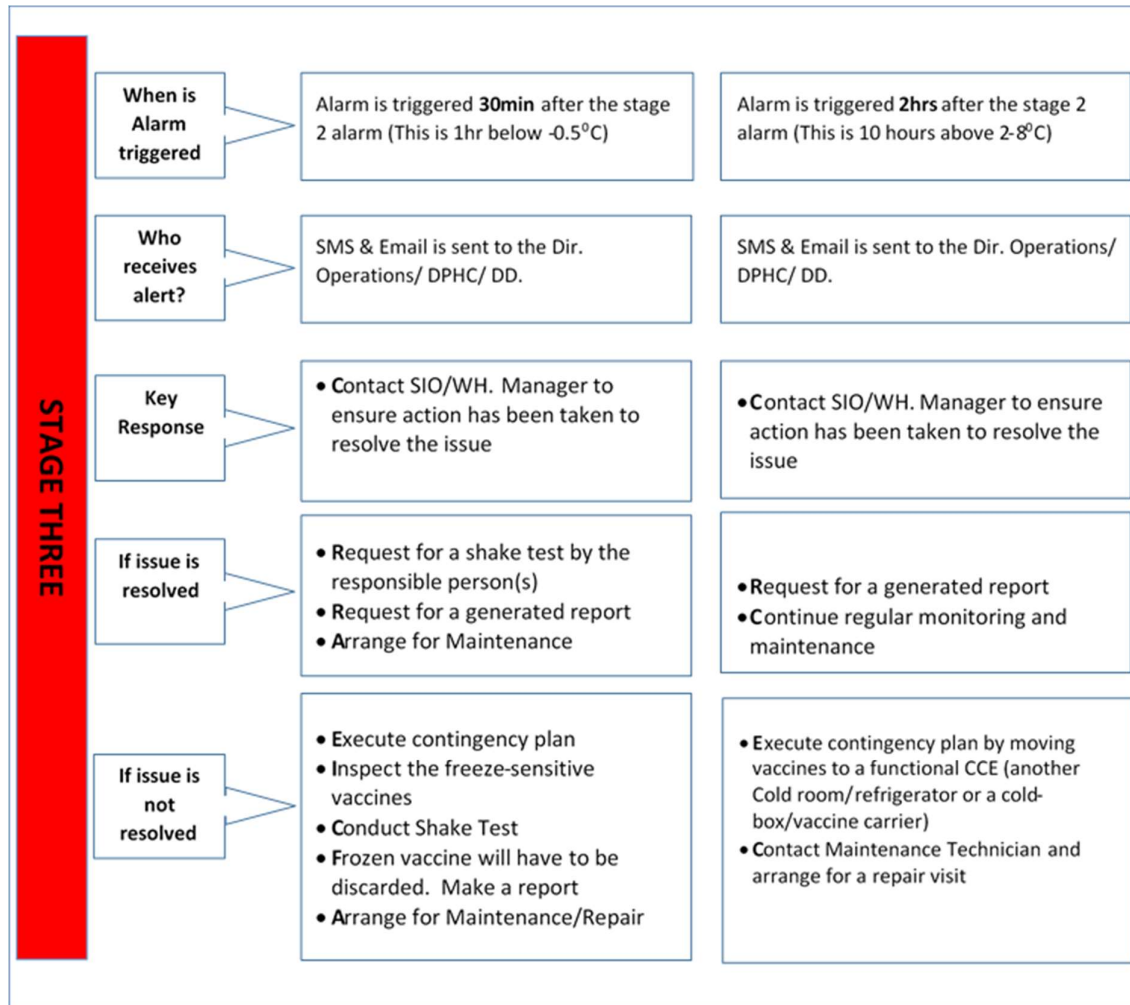 STAGE THREE
When is
Alarm
triggered
Alarm is triggered 30min after the stage
2 alarm (This is 1hr below -0.5⁰C)
Alarm is triggered 2hrs after the stage 2
alarm (This is 10 hours above 2-8⁰C)
Who
receives
alert?
SMS & Email is sent to the Dir.
Operations/ DPHC/ DD.
SMS & Email is sent to the Dir. Operations/
DPHC/ DD.
Key
Response
• Contact SIO/WH. Manager to
ensure action has been taken to
resolve the issue
• Contact SIO/WH. Manager to ensure
action has been taken to resolve the
issue
If issue is
resolved
• Request for a shake test by the
responsible person(s)
• Request for a generated report
• Arrange for Maintenance
• Request for a generated report
• Continue regular monitoring and
maintenance
If issue is
not
resolved
• Execute contingency plan
• Inspect the freeze-sensitive
vaccines
• Conduct Shake Test
• Frozen vaccine will have to be
discarded.  Make a report
• Arrange for Maintenance/Repair
• Execute contingency plan by moving
vaccines to a functional CCE (another
Cold room/refrigerator or a cold-
box/vaccine carrier)
• Contact Maintenance Technician and
arrange for a repair visit